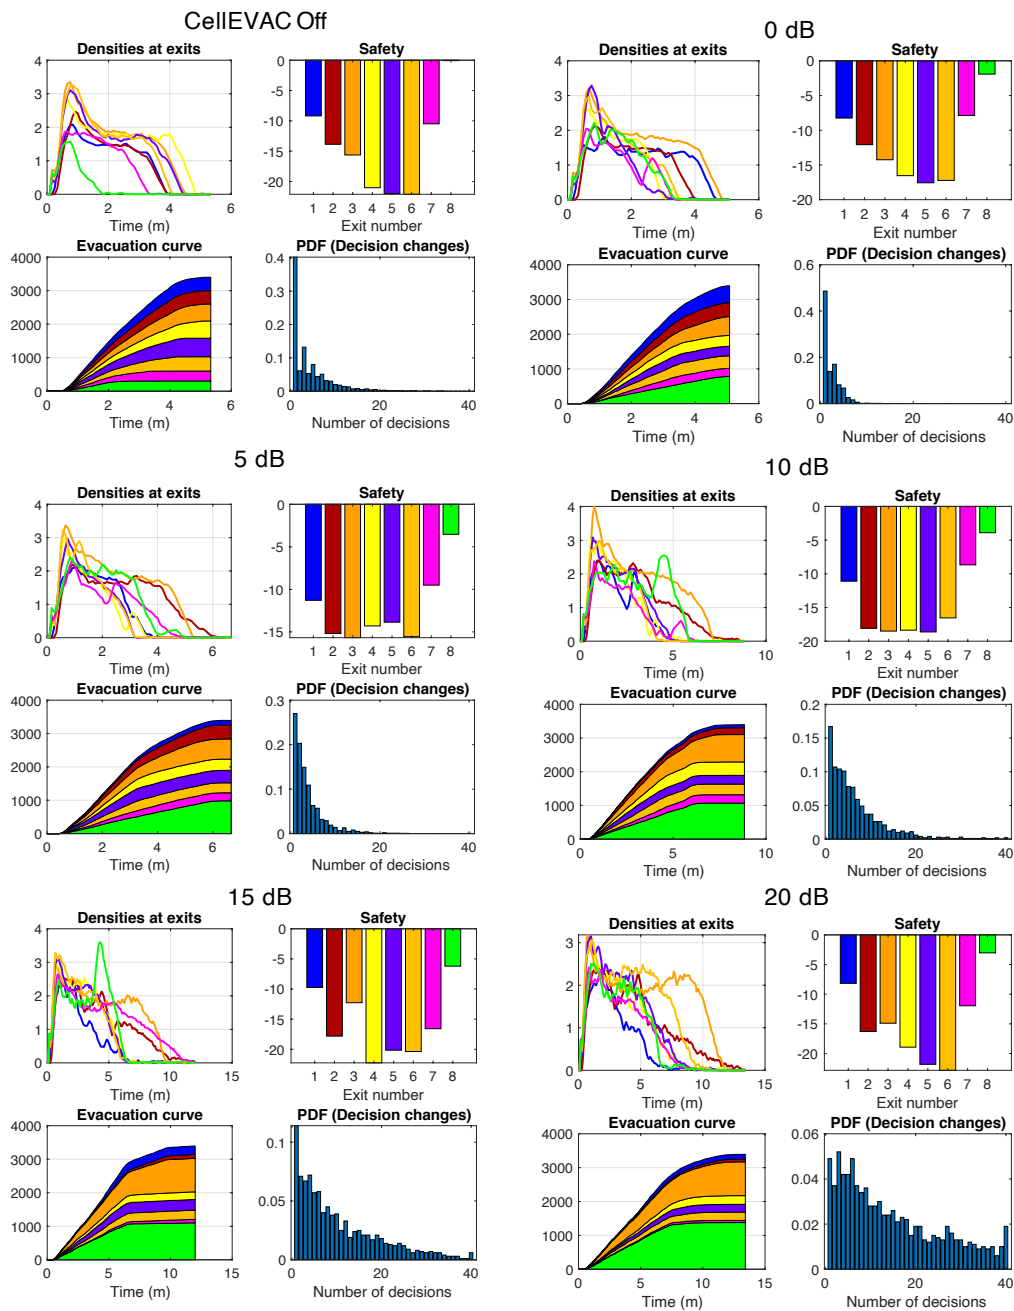 CellEVAC Off
Densities at exits
4
3
2
1
0
0 2 4 6
Time (m)
Safety
0
-5
-10
-15
-20
1 2 3 4 5 6 7 8
Exit number
Evacuation curve
4000
3000
2000
1000
0
0 2 4 6
Time (m)
PDF (Decision changes)
0.4
0.3
0.2
0.1
0
0 20 40
Number of decisions
0 dB
Densities at exits
4
3
2
1
0
0 2 4 6
Time (m)
Safety
0
-5
-10
-15
-20
1 2 3 4 5 6 7 8
Exit number
Evacuation curve
4000
3000
2000
1000
0
0 2 4 6
Time (m)
PDF (Decision changes)
0.6
0.4
0.2
0
0 20 40
Number of decisions
5 dB
Densities at exits
4
3
2
1
0
0 2 4 6
Time (m)
Safety
0
-5
-10
-15
1 2 3 4 5 6 7 8
Exit number
Evacuation curve
4000
3000
2000
1000
0
0 2 4 6
Time (m)
PDF (Decision changes)
0.3
0.2
0.1
0
0 20 40
Number of decisions
10 dB
Densities at exits
4
3
2
1
0
0 5 10
Time (m)
Safety
0
-5
-10
-15
-20
1 2 3 4 5 6 7 8
Exit number
Evacuation curve
4000
3000
2000
1000
0
0 5 10
Time (m)
PDF (Decision changes)
0.2
0.15
0.1
0.05
0
0 20 40
Number of decisions
15 dB
Densities at exits
4
3
2
1
0
0 5 10 15
Time (m)
Safety
0
-5
-10
-15
-20
1 2 3 4 5 6 7 8
Exit number
Evacuation curve
4000
3000
2000
1000
0
0 5 10 15
Time (m)
PDF (Decision changes)
0.1
0.05
0
0 20 40
Number of decisions
20 dB
Densities at exits
3
2
1
0
0 5 10 15
Time (m)
Safety
0
-5
-10
-15
-20
1 2 3 4 5 6 7 8
Exit number
Evacuation curve
4000
3000
2000
1000
0
0 5 10 15
Time (m)
PDF (Decision changes)
0.06
0.04
0.02
0
0 20 40
Number of decisions